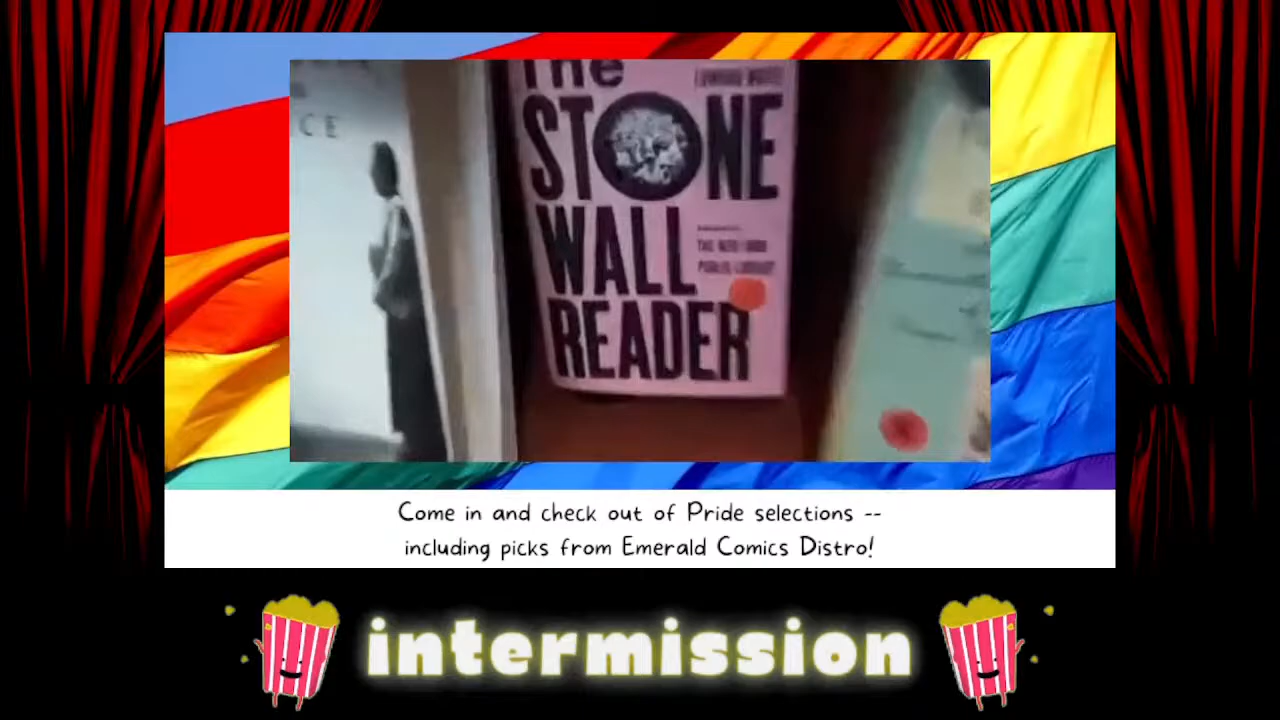 The
STONE
WALL
READER
CE
Come in and check out of Pride selections --
including picks from Emerald Comics Distro!
intermission